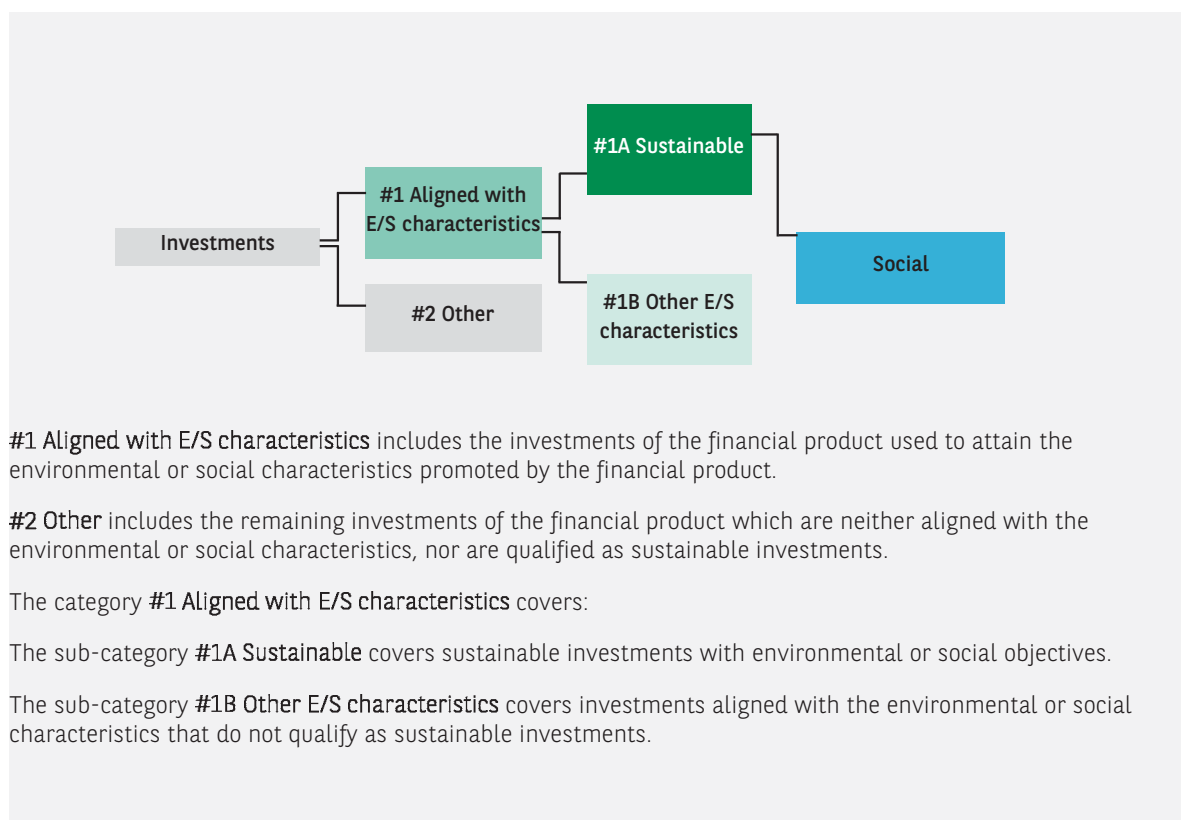 #1A Sustainable
#1 Aligned with
E/S characteristics
Investments
Social
#2 Other
#1B Other E/S
characteristics
#1 Aligned with E/S characteristics includes the investments of the financial product used to attain the
environmental or social characteristics promoted by the financial product.
#2 Other includes the remaining investments of the financial product which are neither aligned with the
environmental or social characteristics, nor are qualified as sustainable investments.
The category #1 Aligned with E/S characteristics covers:
The sub-category #1A Sustainable covers sustainable investments with environmental or social objectives.
The sub-category #1B Other E/S characteristics covers investments aligned with the environmental or social
characteristics that do not qualify as sustainable investments.